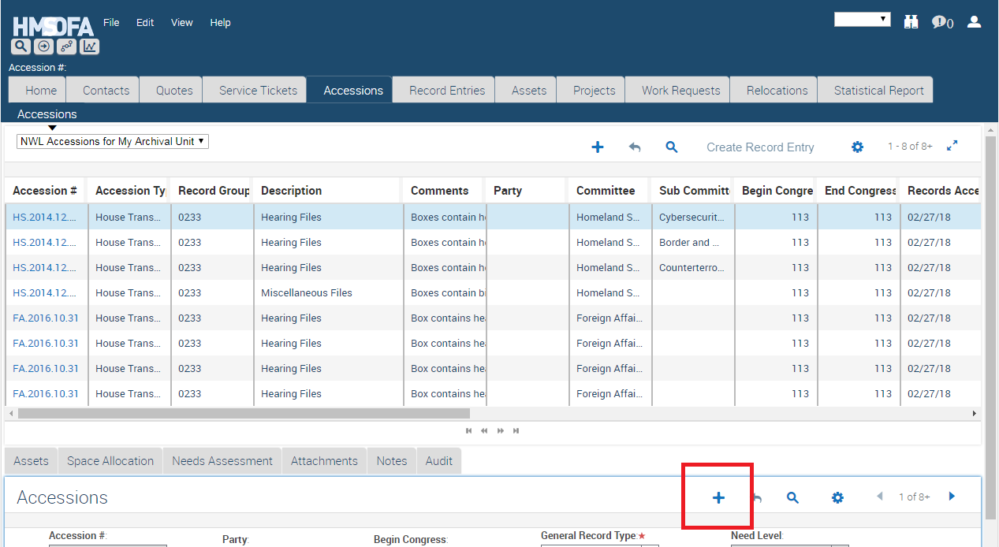 HMSOFA File Edit View Help
0
Accession #:
Home Contacts Quotes Service Tickets Accessions Record Entries Assets Projects Work Requests Relocations Statistical Report
Accessions
NWL Accessions for My Archival Unit Create Record Entry 1 - 8 of 8+
Accession # Accession Ty Record Group Description Comments Party Committee Sub Committ Begin Congre End Congress Records Acce
HS.2014.12.... House Trans... 0233 Hearing Files Boxes contain h Homeland S... Cybersecurit... 113 113 02/27/18
HS.2014.12.... House Trans... 0233 Hearing Files Boxes contain h Homeland S... Border and ... 113 113 02/27/18
HS.2014.12.... House Trans... 0233 Hearing Files Boxes contain h Homeland S... Counterterro... 113 113 02/27/18
HS.2014.12.... House Trans... 0233 Miscellaneous Files Boxes contain bi Homeland S... 113 113 02/27/18
FA.2016.10.31 House Trans... 0233 Hearing Files Box contains hea Foreign Affai... 113 113 02/27/18
FA.2016.10.31 House Trans... 0233 Hearing Files Box contains hea Foreign Affai... 113 113 02/27/18
FA.2016.10.31 House Trans... 0233 Hearing Files Box contains hea Foreign Affai... 113 113 02/27/18
FA.2016.10.31 House Trans... 0233 Hearing Files Box contains hea Foreign Affai... 113 113 02/27/18
Assets Space Allocation Needs Assessment Attachments Notes Audit
Accessions 1 of 8+
Accession #: Party: Begin Congress: General Record Type:★ Need Level: